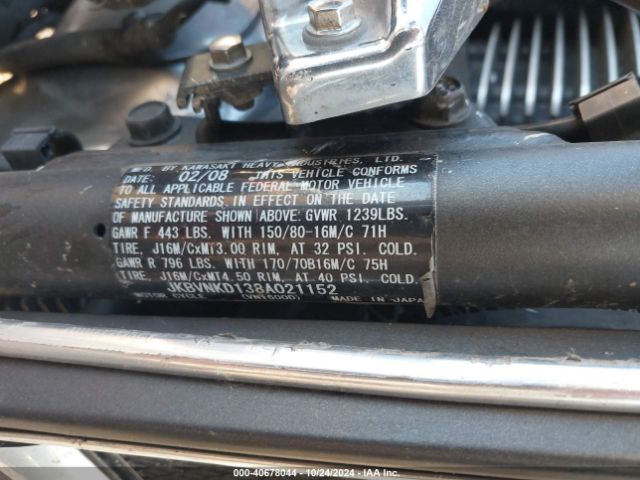 MFD. BY KAWASAKI HEAVY INDUSTRIES, LTD.
DATE: 02/08 THIS VEHICLE CONFORMS
TO ALL APPLICABLE FEDERAL MOTOR VEHICLE
SAFETY STANDARDS IN EFFECT ON THE DATE
OF MANUFACTURE SHOWN ABOVE: GVWR 1239LBS.
GAWR F 443 LBS. WITH 150/80-16M/C 71H
TIRE, J16M/CxMT3.00 RIM, AT 32 PSI. COLD.
GAWR R 796 LBS. WITH 170/70B16M/C 75H
TIRE, J16M/CxMT4.50 RIM, AT 40 PSI. COLD.
JKBVNKD138A021152
MOTOR CYCLE (VN1600D) MADE IN JAPAN
000-40678044 | 10/24/2024 | IAA Inc.